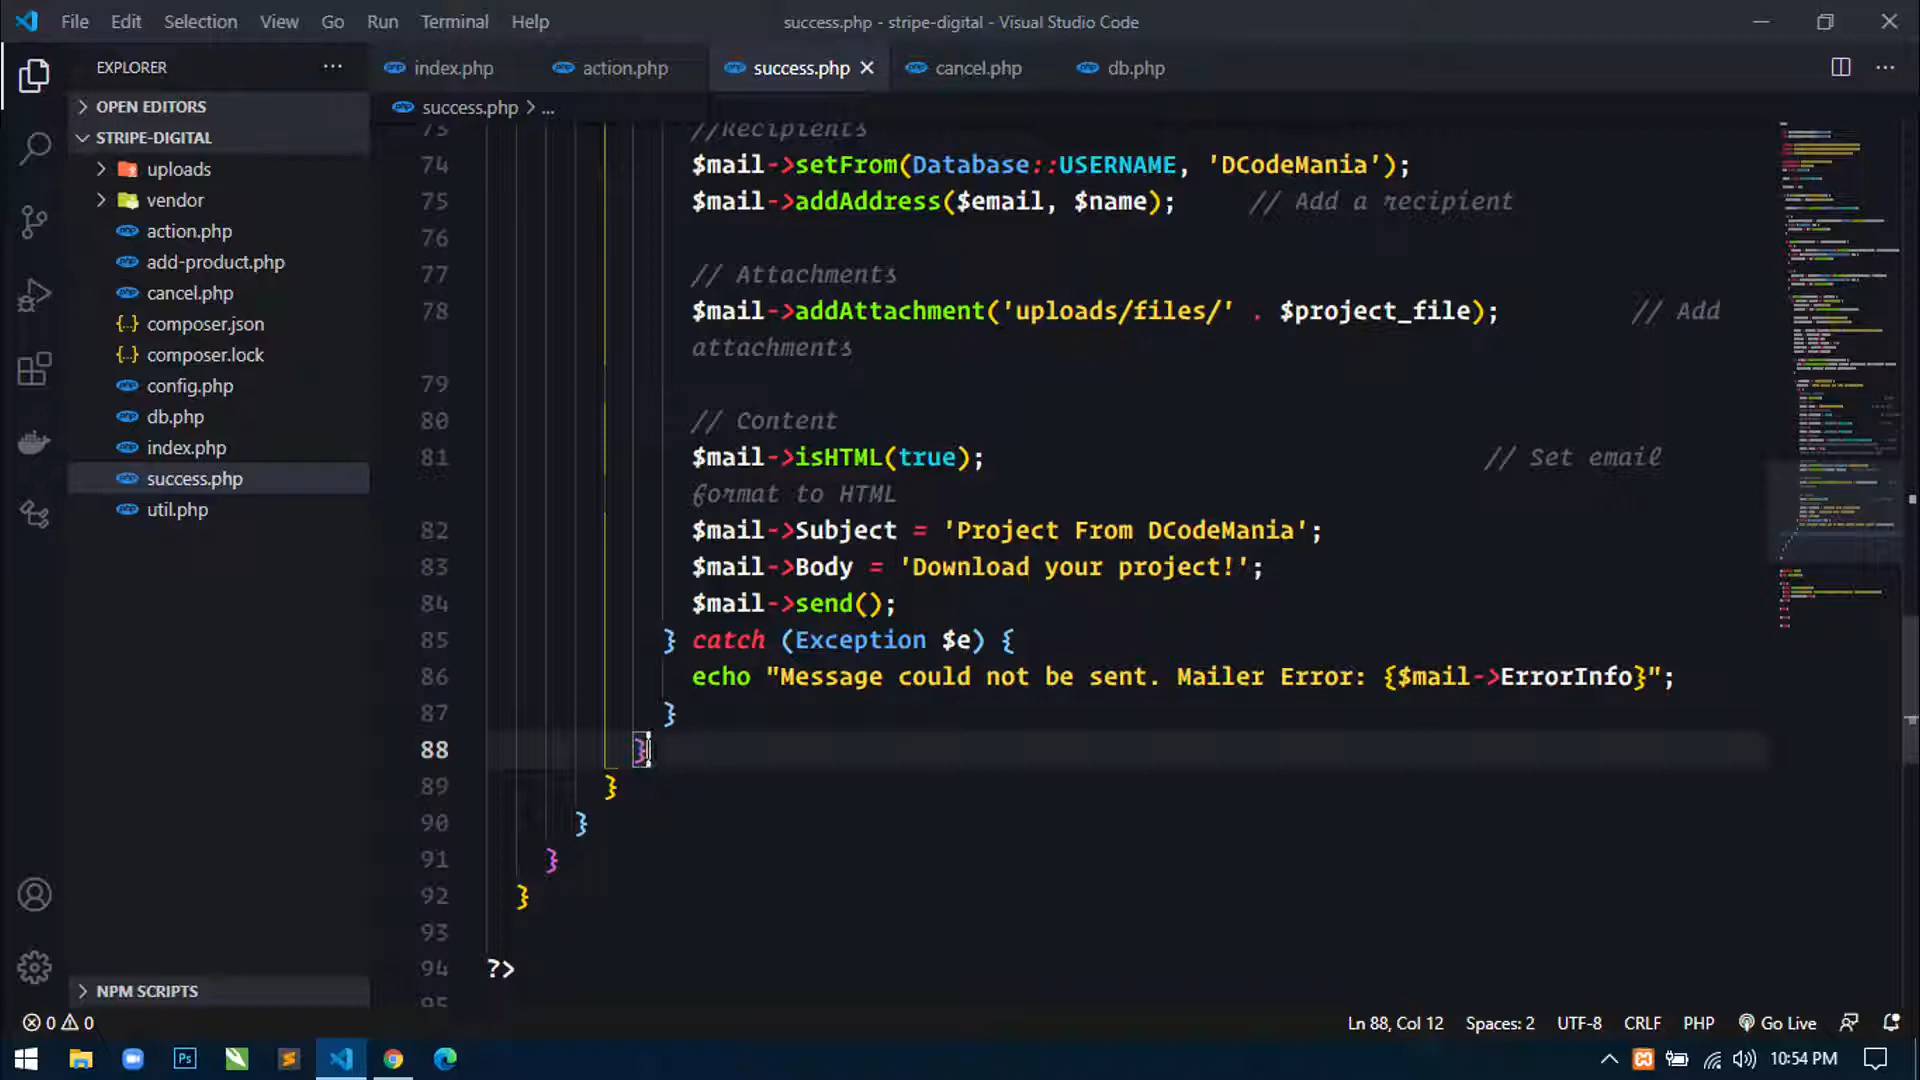 File Edit Selection View Go Run Terminal Help
success.php - stripe-digital - Visual Studio Code
EXPLORER
index.php
action.php
success.php
cancel.php
db.php
OPEN EDITORS
success.php > ...
STRIPE-DIGITAL
uploads
vendor
action.php
add-product.php
cancel.php
composer.json
composer.lock
config.php
db.php
index.php
success.php
util.php
NPM SCRIPTS
73 //Recipients
74 $mail->setFrom(Database::USERNAME, 'DCodeMania');
75 $mail->addAddress($email, $name); // Add a recipient
76
77 // Attachments
78 $mail->addAttachment('uploads/files/' . $project_file); // Add
attachments
79
80 // Content
81 $mail->isHTML(true); // Set email
format to HTML
82 $mail->Subject = 'Project From DCodeMania';
83 $mail->Body = 'Download your project!';
84 $mail->send();
85 } catch (Exception $e) {
86 echo "Message could not be sent. Mailer Error: {$mail->ErrorInfo}";
87 }
88 }
89 }
90 }
91 }
92 }
93
94 ?>
95
0 0
Ln 88, Col 12 Spaces: 2 UTF-8 CRLF PHP Go Live
Ps
10:54 PM